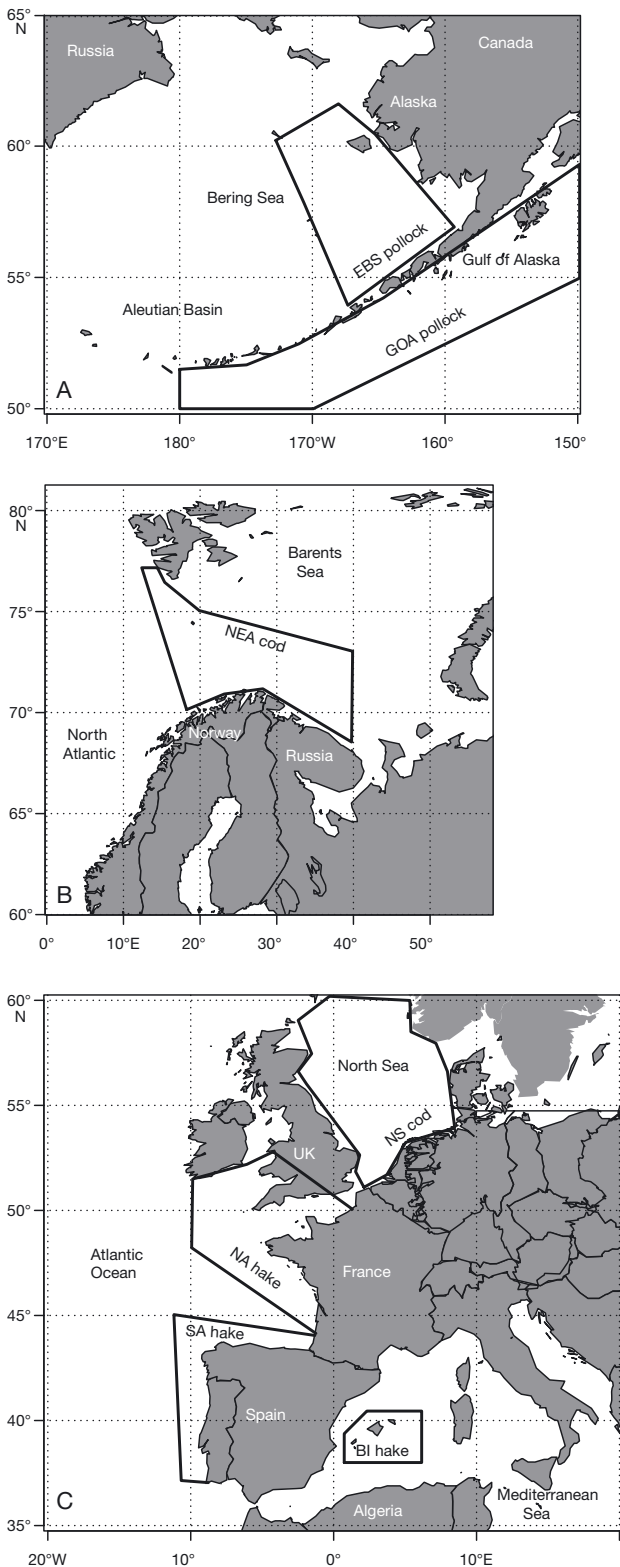 65°
N
Russia
Canada
Alaska
60°
Bering Sea
EBS pollock
Gulf of Alaska
55°
Aleutian Basin
GOA pollock
A
50°
170°E 180° 170°W 160° 150°
80°
N
Barents
Sea
75°
NEA cod
70°
North
Atlantic
Norway
Russia
65°
B
60°
0° 10°E 20° 30° 40° 50°
60°
N
North Sea
55°
NS cod
UK
50°
Atlantic
Ocean
NA hake
France
45°
SA hake
Spain
40°
BI hake
C
Algeria
Mediterranean
Sea
35°
20°W 10° 0° 10°E